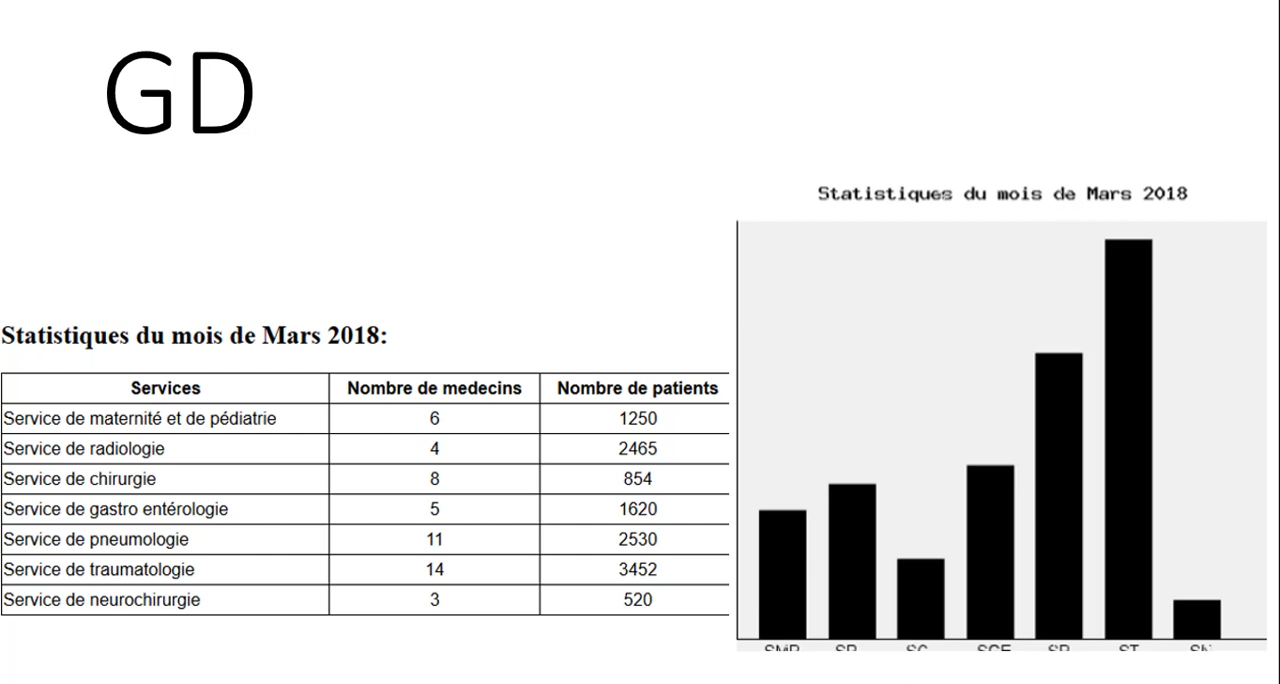 GD
Statistiques du mois de Mars 2018
Statistiques du mois de Mars 2018:
Services Nombre de medecins Nombre de patients
Service de maternité et de pédiatrie 6 1250
Service de radiologie 4 2465
Service de chirurgie 8 854
Service de gastro entérologie 5 1620
Service de pneumologie 11 2530
Service de traumatologie 14 3452
Service de neurochirurgie 3 520